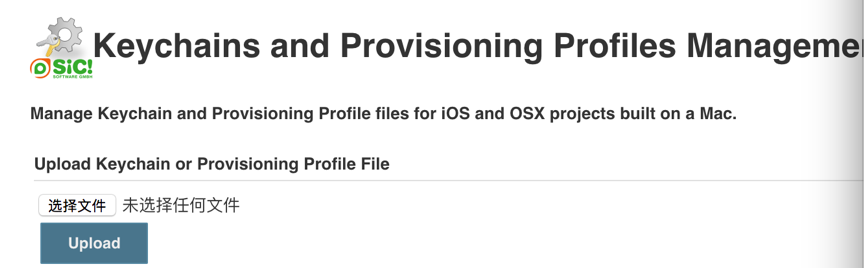 Keychains and Provisioning Profiles Manageme
SiC!
SOFTWARE GMBH
Manage Keychain and Provisioning Profile files for iOS and OSX projects built on a Mac.
Upload Keychain or Provisioning Profile File
选择文件 未选择任何文件
Upload